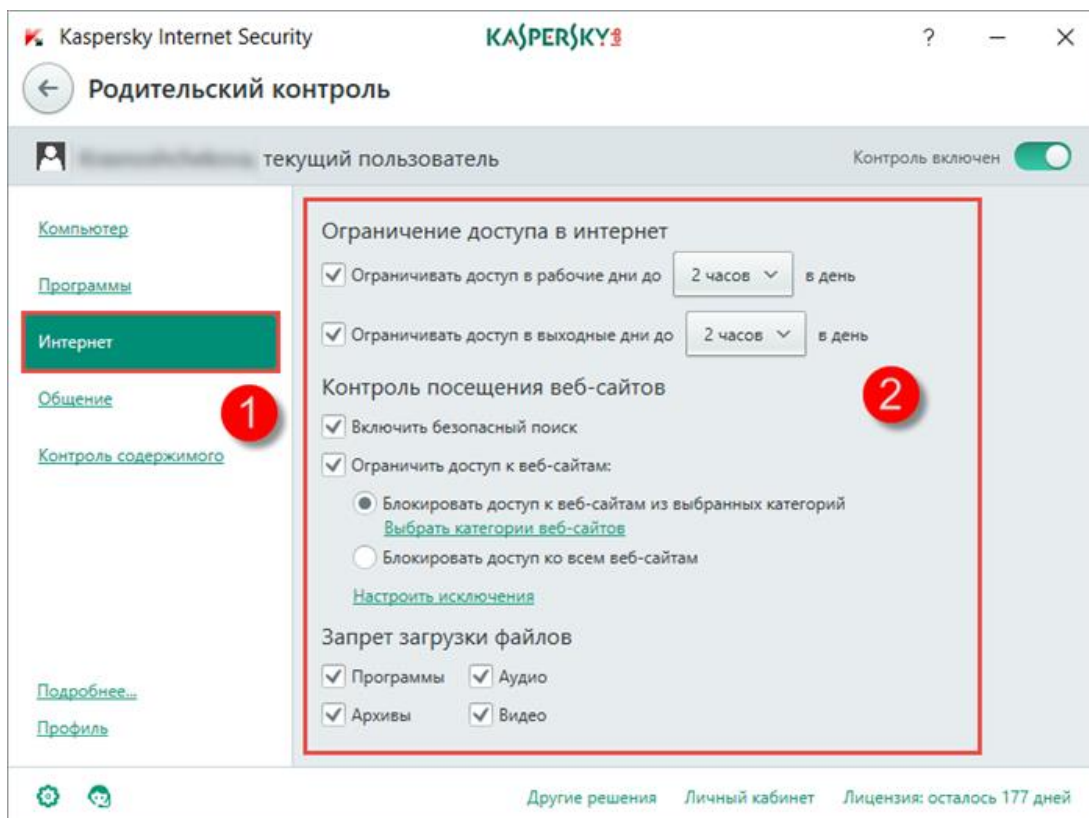 Kaspersky Internet Security
KASPERSKY lab
?
Родительский контроль
текущий пользователь
Контроль включен
Компьютер
Программы
Интернет
Общение
Контроль содержимого
1
Ограничение доступа в интернет
Ограничивать доступ в рабочие дни до 2 часов в день
Ограничивать доступ в выходные дни до 2 часов в день
2
Контроль посещения веб-сайтов
Включить безопасный поиск
Ограничить доступ к веб-сайтам:
Блокировать доступ к веб-сайтам из выбранных категорий
Выбрать категории веб-сайтов
Блокировать доступ ко всем веб-сайтам
Настроить исключения
Запрет загрузки файлов
Программы Аудио
Архивы Видео
Подробнее...
Профиль
Другие решения Личный кабинет Лицензия: осталось 177 дней